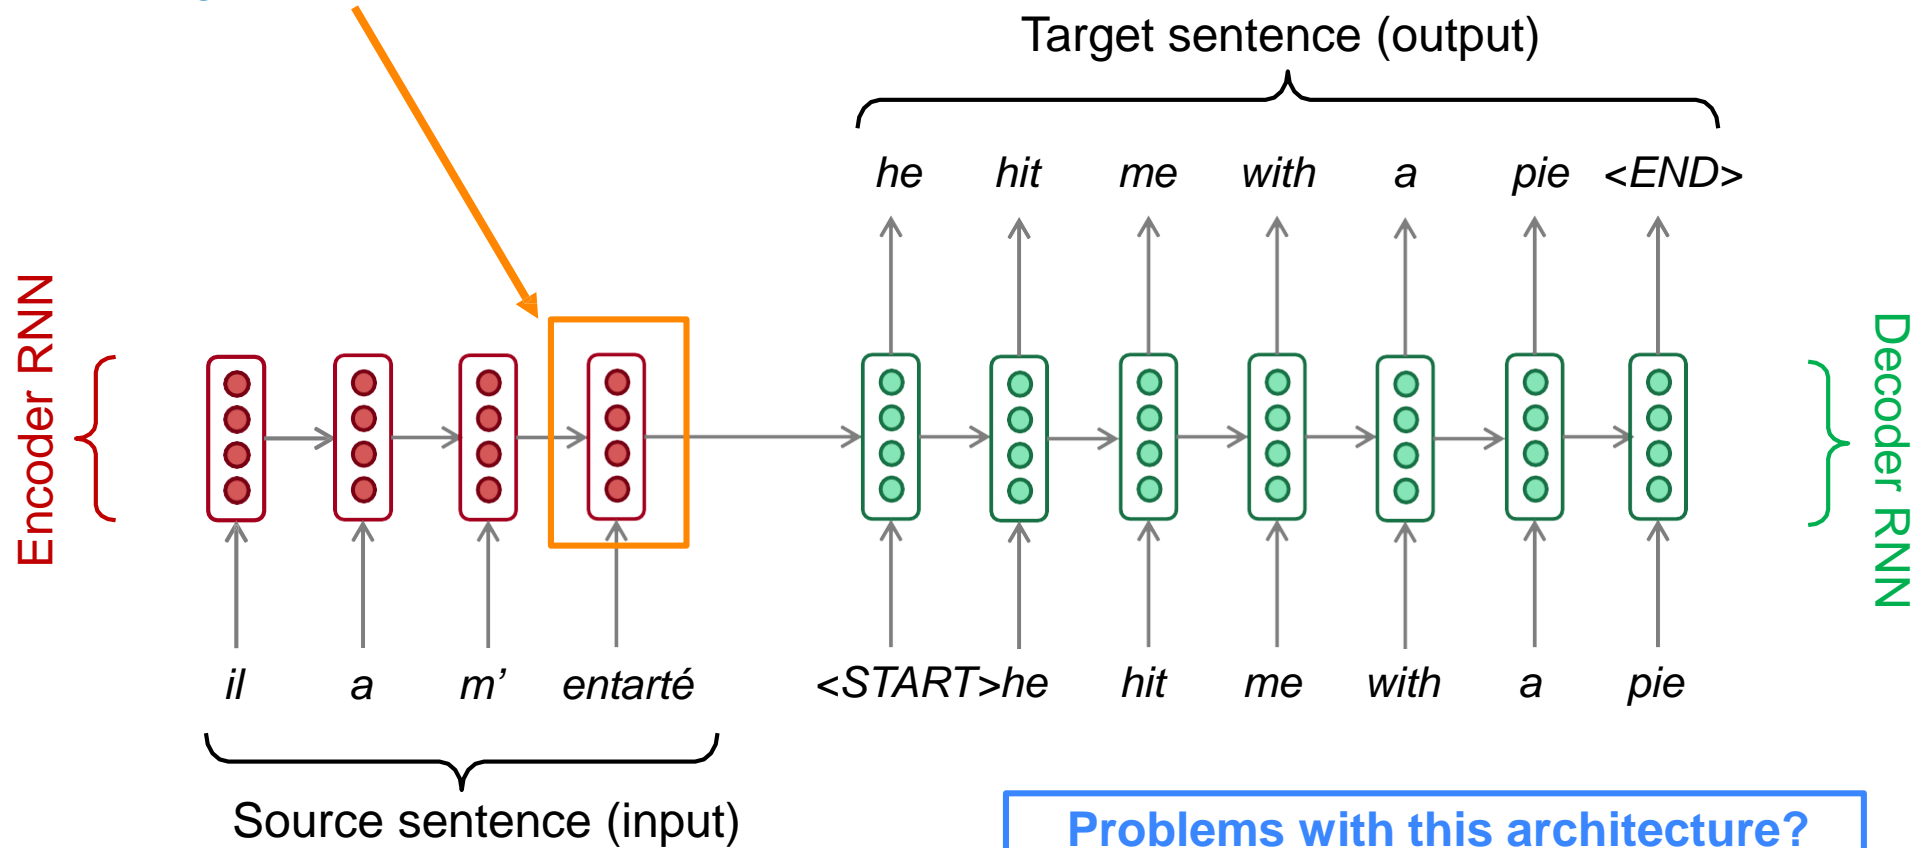 Target sentence (output)
he hit me with a pie <END>
Encoder RNN
Decoder RNN
il a m’ entarté
<START>he hit me with a pie
Source sentence (input)
Problems with this architecture?